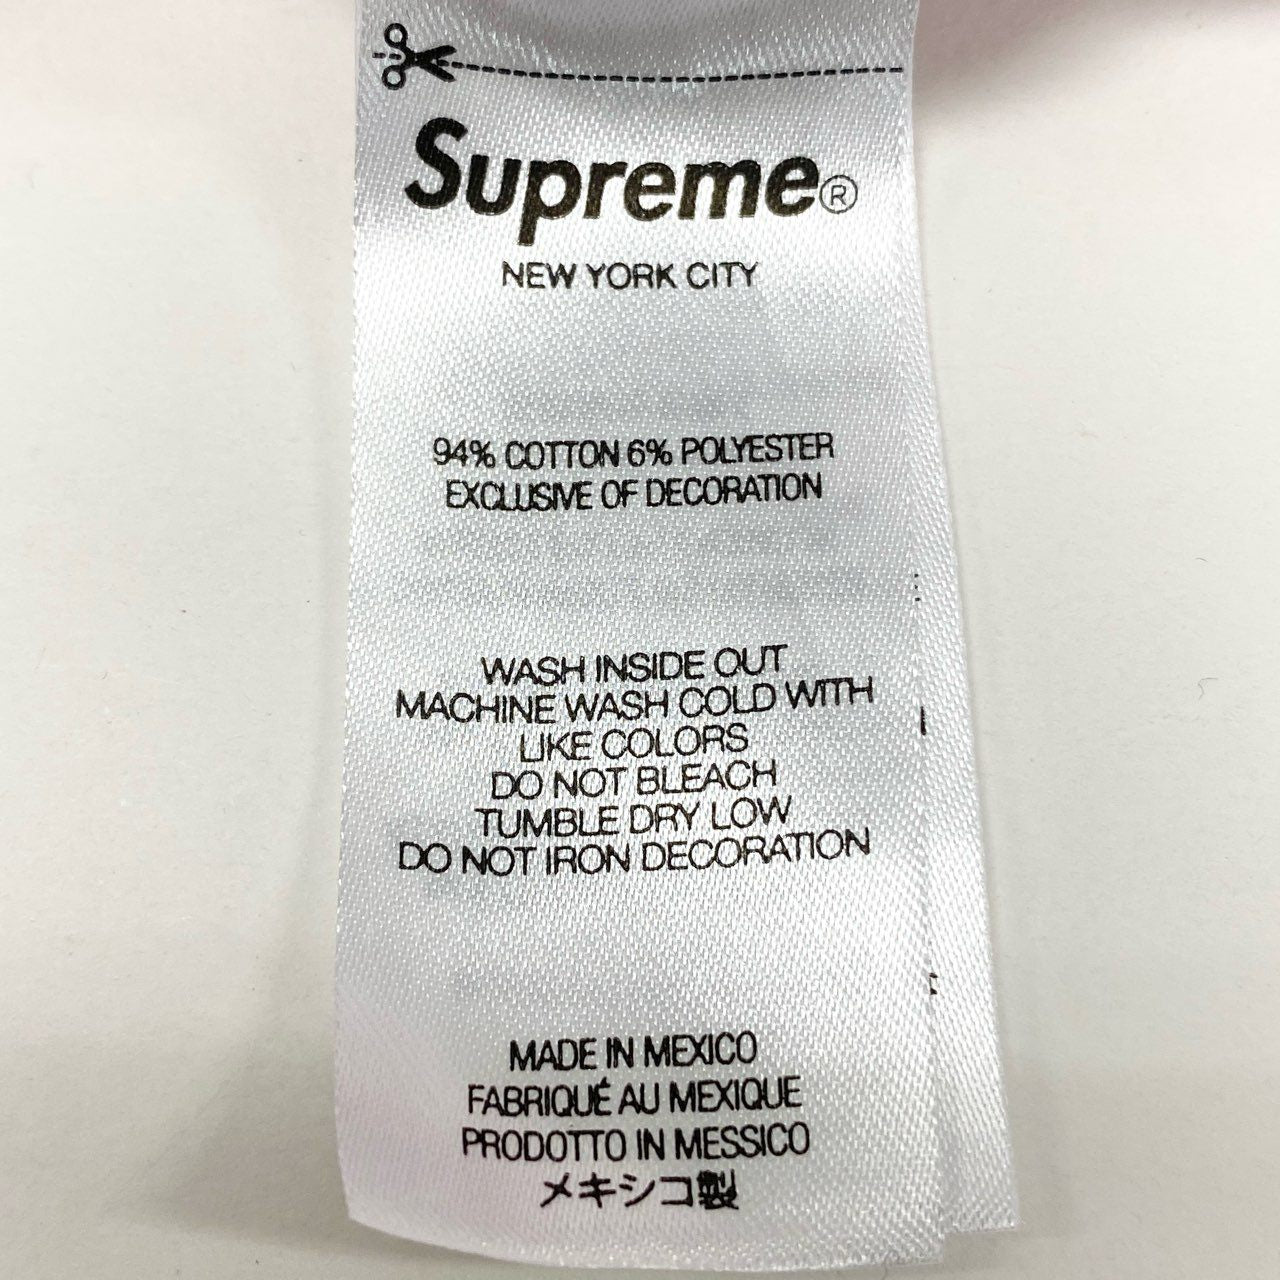 Supreme®
NEW YORK CITY
94% COTTON 6% POLYESTER
EXCLUSIVE OF DECORATION
WASH INSIDE OUT
MACHINE WASH COLD WITH
LIKE COLORS
DO NOT BLEACH
TUMBLE DRY LOW
DO NOT IRON DECORATION
MADE IN MEXICO
FABRIQUÉ AU MEXIQUE
PRODOTTO IN MESSICO
メキシコ製